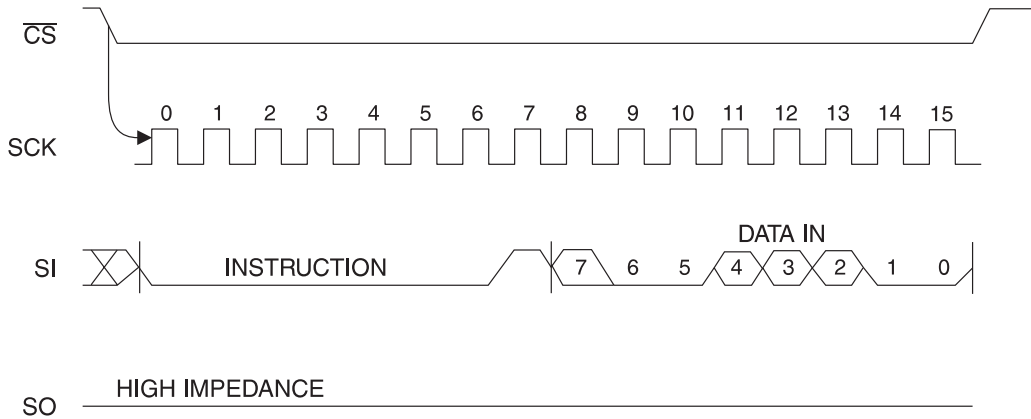 CS
0 1 2 3 4 5 6 7 8 9 10 11 12 13 14 15
SCK
DATA IN
SI INSTRUCTION 7 6 5 4 3 2 1 0
HIGH IMPEDANCE
SO